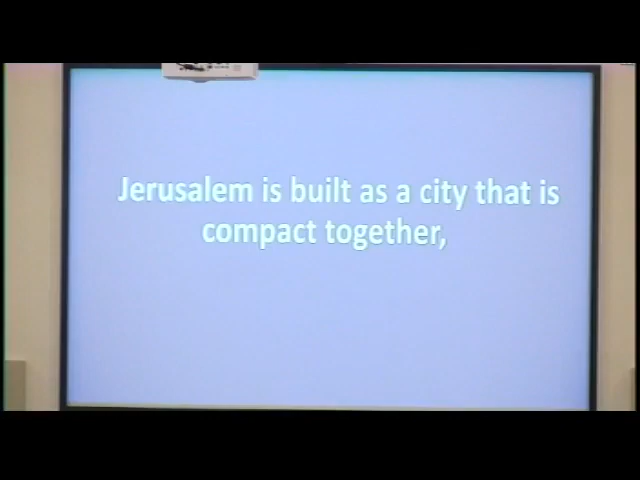 Jerusalem is built as a city that is
compact together,